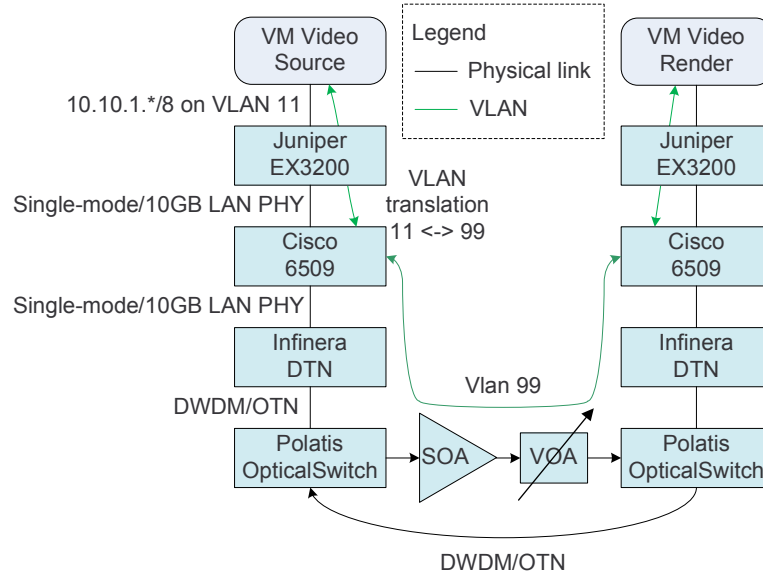 VM Video
Source
Legend
Physical link
VLAN
VM Video
Render
10.10.1.*/8 on VLAN 11
Juniper
EX3200
VLAN
translation
11 <-> 99
Juniper
EX3200
Single-mode/10GB LAN PHY
Cisco
6509
Cisco
6509
Single-mode/10GB LAN PHY
Infinera
DTN
Vlan 99
Infinera
DTN
DWDM/OTN
Polatis
OpticalSwitch
SOA
VOA
Polatis
OpticalSwitch
DWDM/OTN